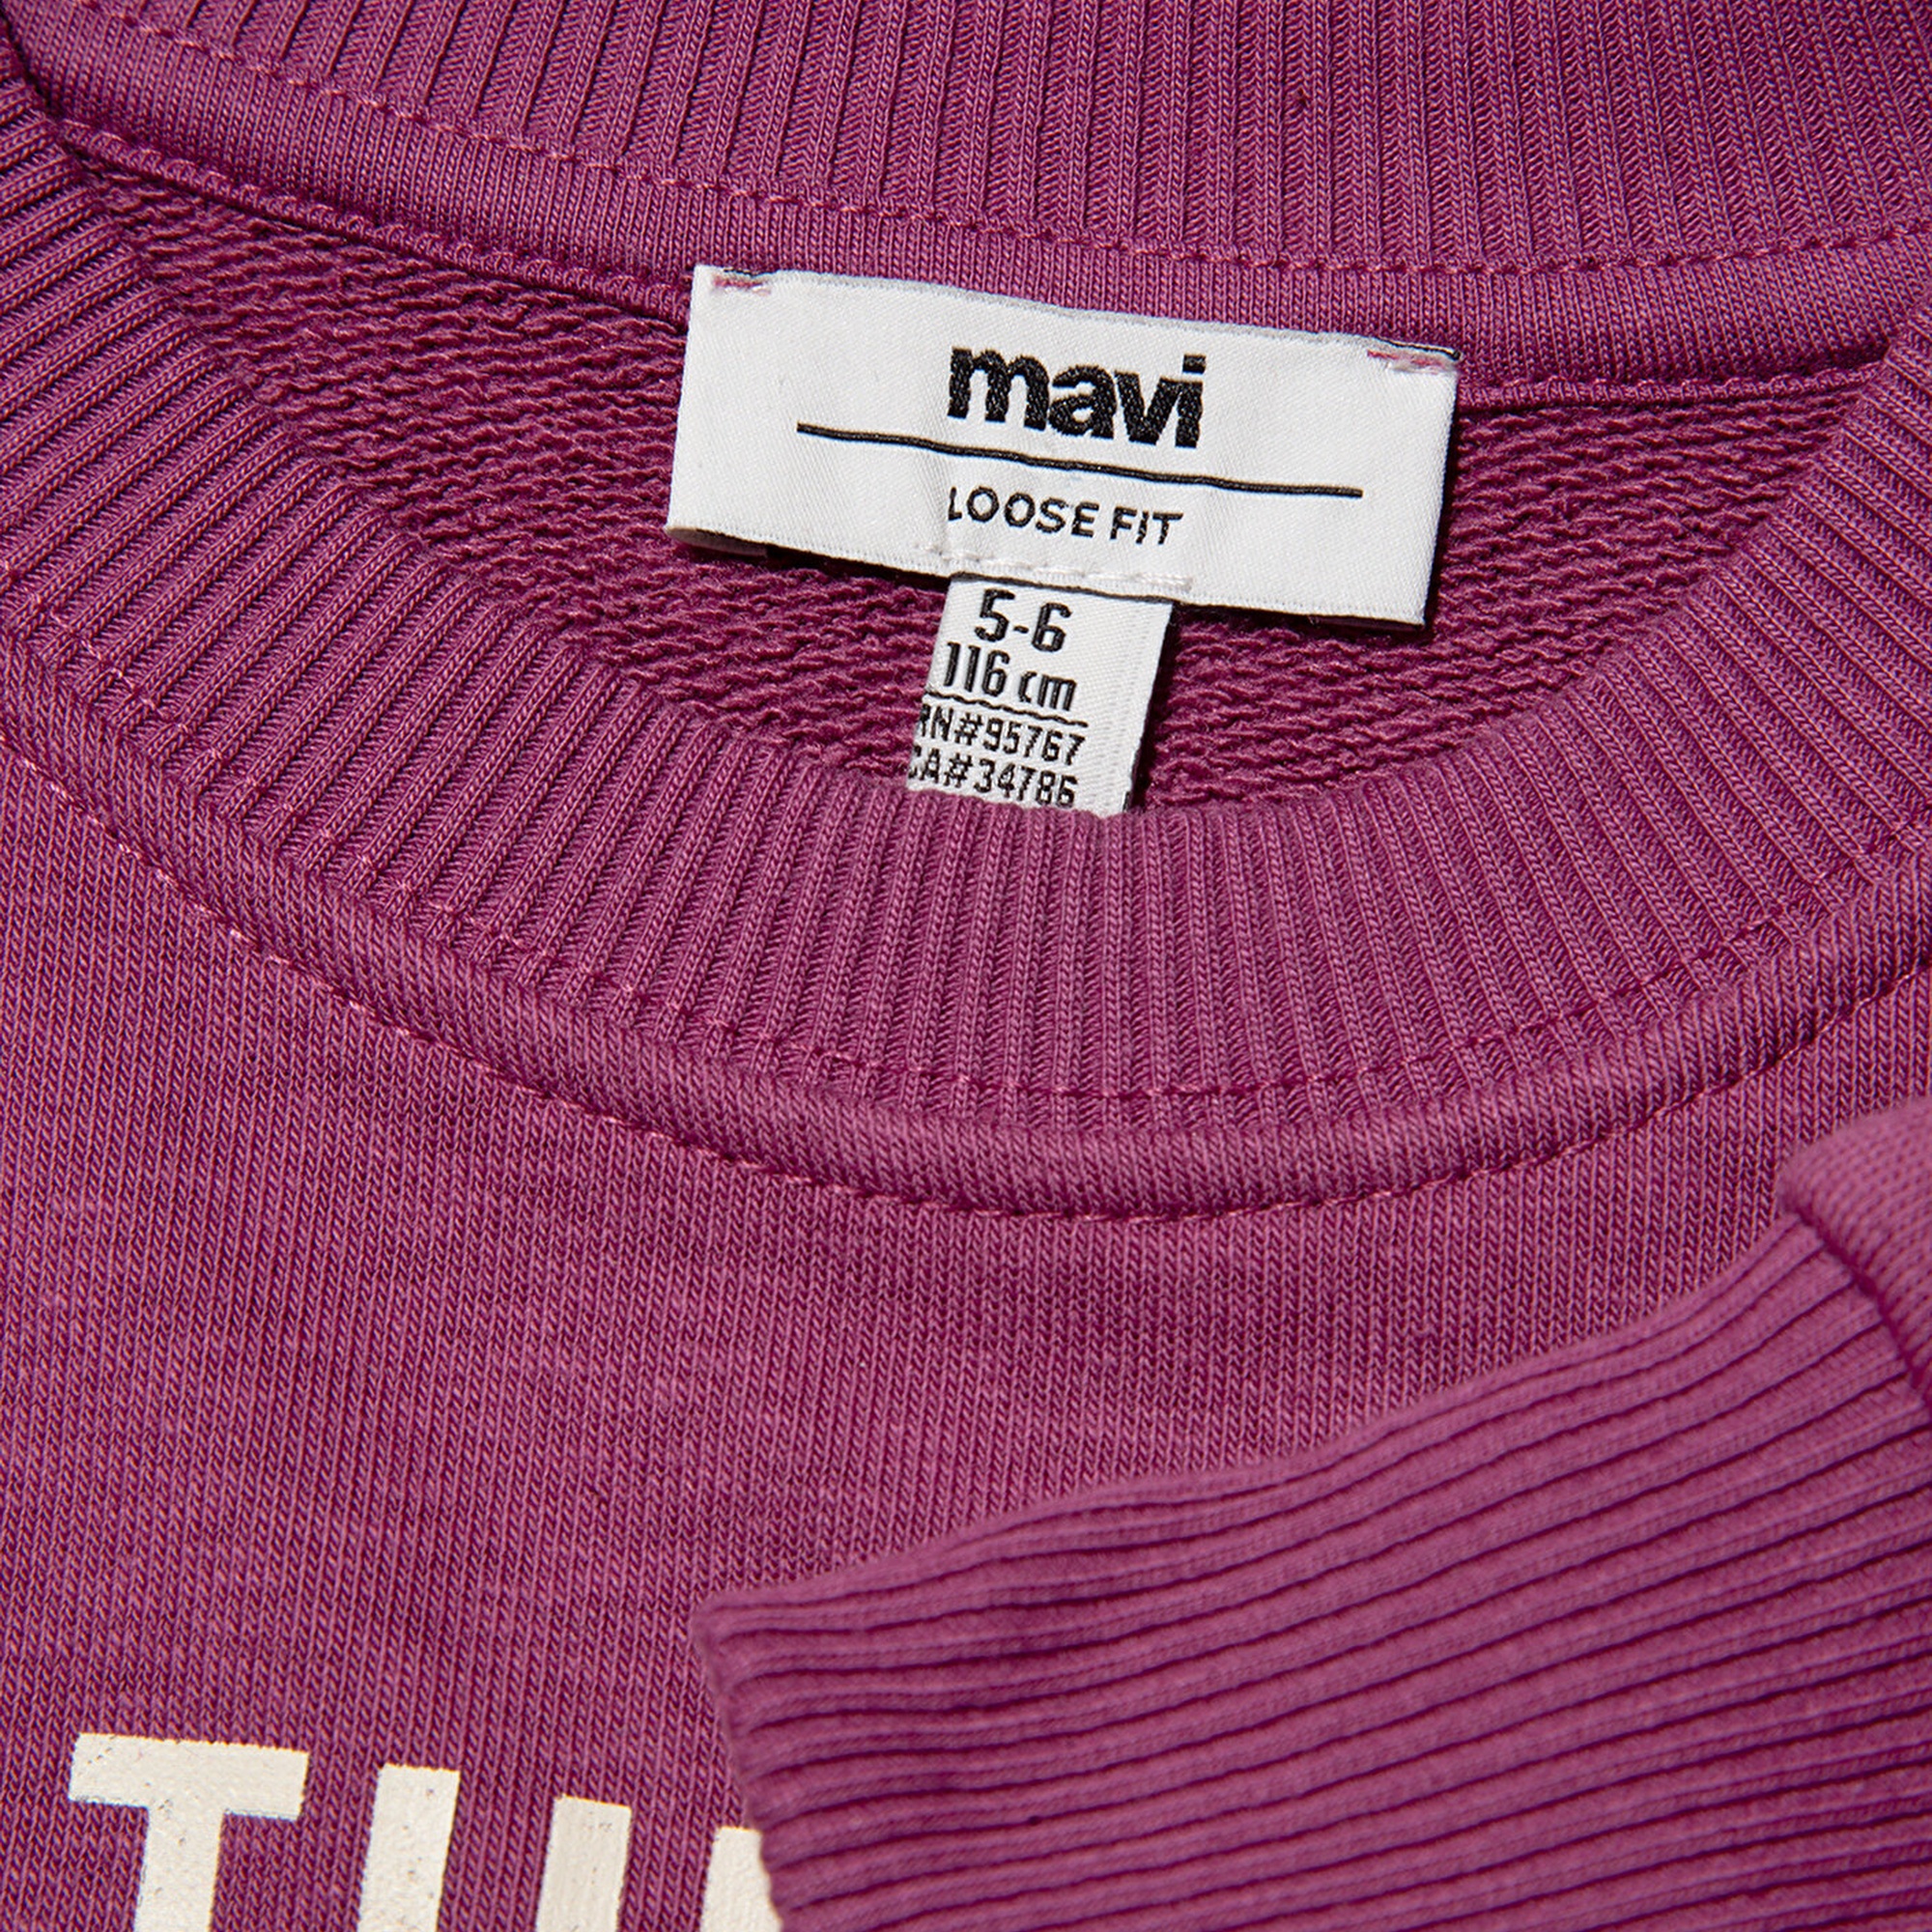 mavi
LOOSE FIT
5-6
116 cm
RN#95767
CA#34786